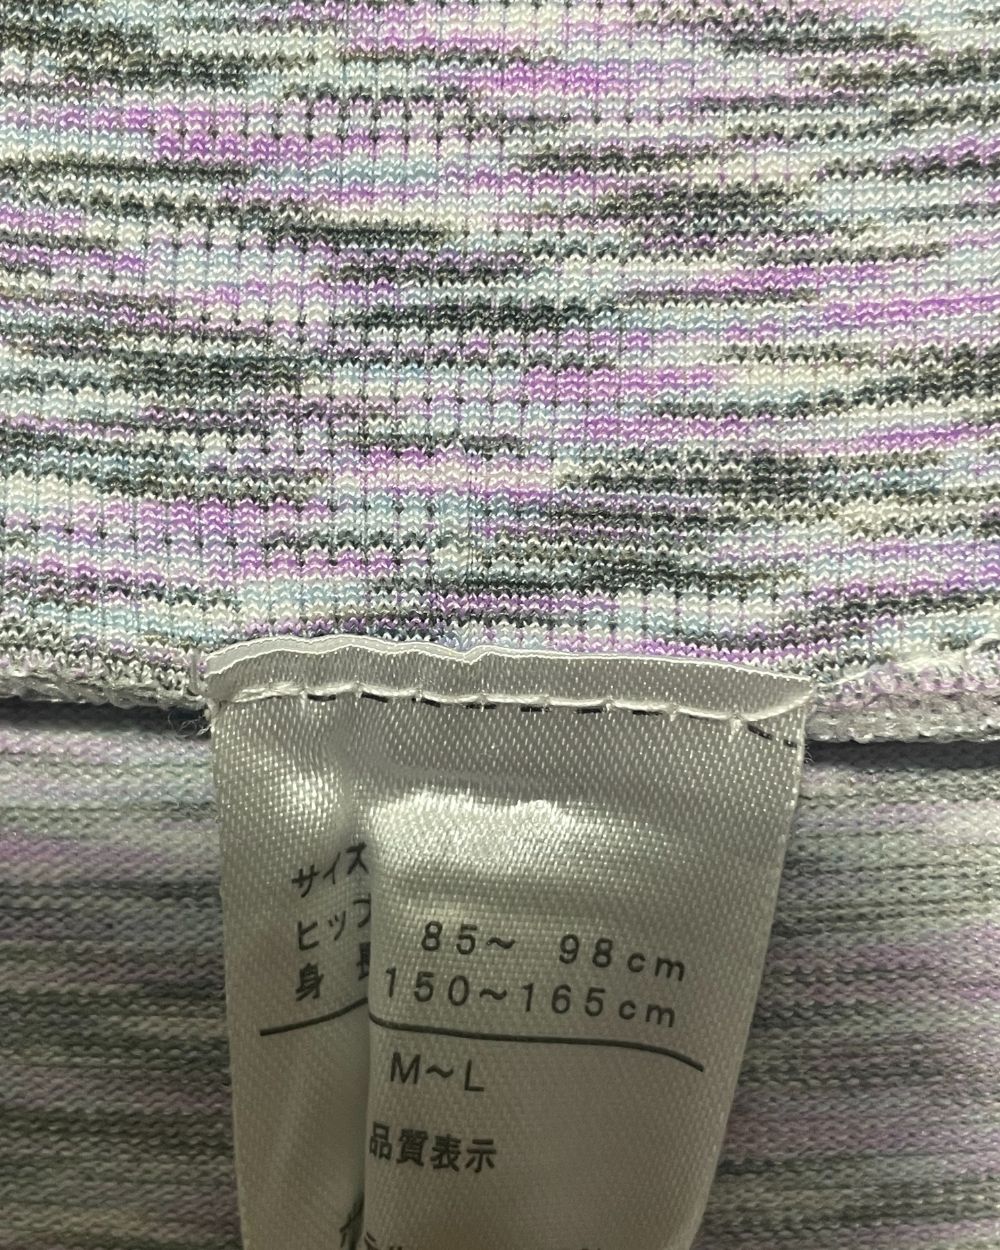 サイズ
ヒップ 85～ 98cm
身長 150～165cm
M～L
品質表示